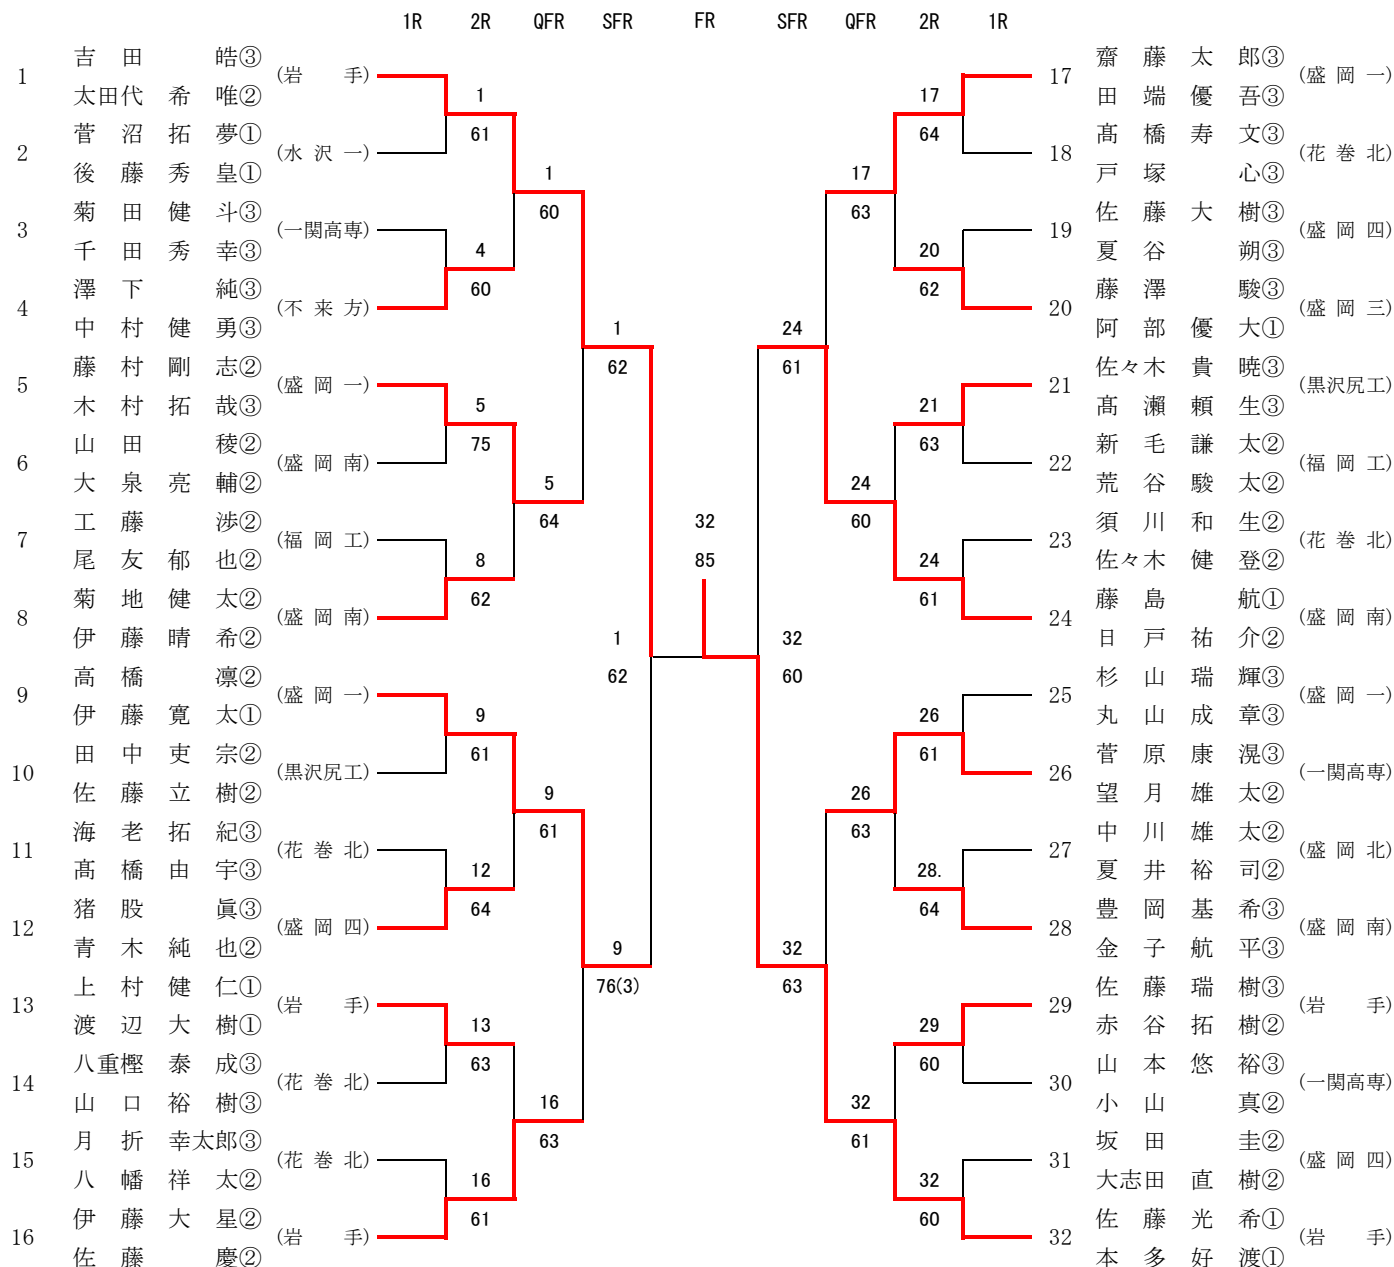 1R 2R QFR SFR FR SFR QFR 2R 1R
1 吉田 皓③ 太田代希唯② (岩手)
2 菅沼拓夢① 後藤秀皇① (水沢一)
3 菊田健斗③ 千田秀幸③ (一関高専)
4 澤下 純③ 中村健勇③ (不来方)
5 藤村剛志② 木村拓哉③ (盛岡一)
6 山田 稜② 大泉亮輔② (盛岡南)
7 工藤 渉② 尾友郁也② (福岡工)
8 菊地健太② 伊藤晴希② (盛岡南)
9 高橋 凛② 伊藤寛太① (盛岡一)
10 田中吏宗② 佐藤立樹② (黒沢尻工)
11 海老拓紀③ 髙橋由宇③ (花巻北)
12 猪股 眞③ 青木純也② (盛岡四)
13 上村健仁① 渡辺大樹① (岩手)
14 八重樫泰成③ 山口裕樹③ (花巻北)
15 月折幸太郎③ 八幡祥太② (花巻北)
16 伊藤大星② 佐藤 慶② (岩手)
1 61
4 60
5 75
8 62
9 61
12 64
13 63
16 61
1 60
5 64
9 61
16 63
1 62
9 76(3)
1 62
32 85
32 60
24 61
32 63
17 63
24 60
26 63
32 61
17 64
20 62
21 63
24 61
26 61
28. 64
29 60
32 60
17 齋藤太郎③ 田端優吾③ (盛岡一)
18 髙橋寿文③ 戸塚 心③ (花巻北)
19 佐藤大樹③ 夏谷 朔③ (盛岡四)
20 藤澤 駿③ 阿部優大① (盛岡三)
21 佐々木貴暁③ 髙瀬頼生③ (黒沢尻工)
22 新毛謙太② 荒谷駿太② (福岡工)
23 須川和生② 佐々木健登② (花巻北)
24 藤島 航① 日戸祐介② (盛岡南)
25 杉山瑞輝③ 丸山成章③ (盛岡一)
26 菅原康滉③ 望月雄太② (一関高専)
27 中川雄太② 夏井裕司② (盛岡北)
28 豊岡基希③ 金子航平③ (盛岡南)
29 佐藤瑞樹③ 赤谷拓樹② (岩手)
30 山本悠裕③ 小山 真② (一関高専)
31 坂田 圭② 大志田直樹② (盛岡四)
32 佐藤光希① 本多好渡① (岩手)